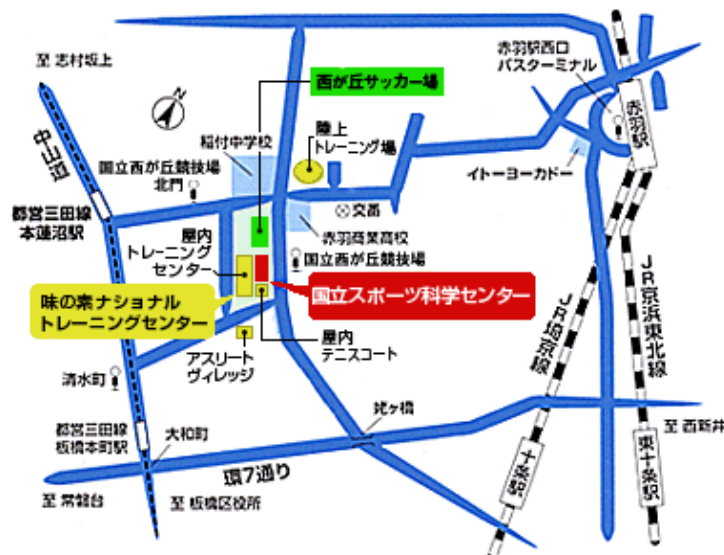 至 志村坂上
N
中山道
西が丘サッカー場
赤羽駅西口
バスターミナル
赤羽駅
稲付中学校
陸上
トレーニング場
国立西が丘競技場
北門
イトーヨーカドー
都営三田線
本蓮沼駅
交番
赤羽商業高校
屋内
トレーニング
センター
国立西が丘競技場
味の素ナショナル
トレーニングセンター
国立スポーツ科学センター
JR埼京線
JR京浜東北線
アスリート
ヴィレッジ
屋内
テニスコート
清水町
都営三田線
板橋本町駅
大和町
姥ヶ橋
至 西新井
環7通り
十条駅
東十条駅
至 常盤台
至 板橋区役所